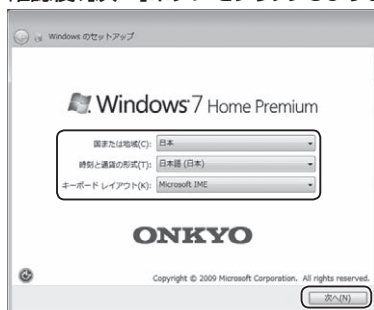 Windows のセットアップ
Windows 7 Home Premium
国または地域(C): 日本
時刻と通貨の形式(T): 日本語 (日本)
キーボード レイアウト(K): Microsoft IME
ONKYO
Copyright © 2009 Microsoft Corporation. All rights reserved.
次へ(N)